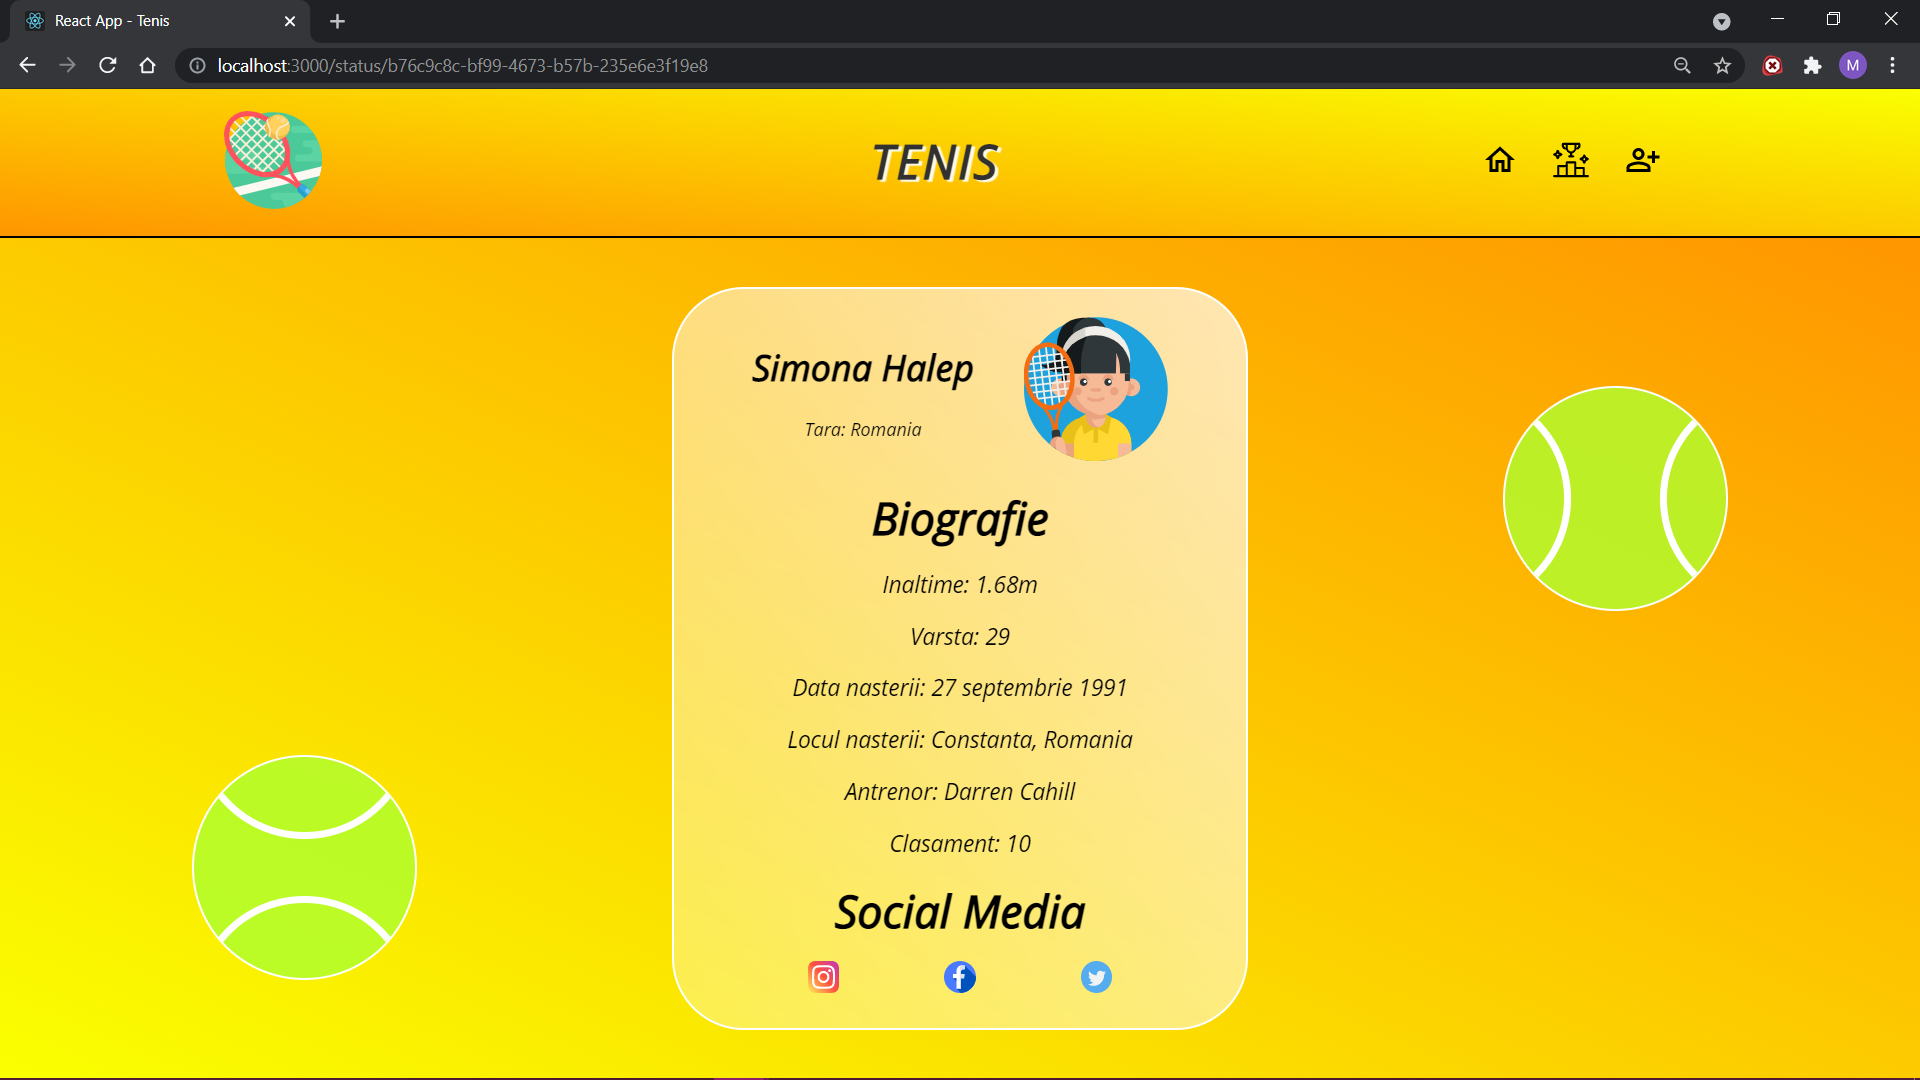 React App - Tenis
localhost:3000/status/b76c9c8c-bf99-4673-b57b-235e6e3f19e8
M
TENIS
Simona Halep
Tara: Romania
Biografie
Inaltime: 1.68m
Varsta: 29
Data nasterii: 27 septembrie 1991
Locul nasterii: Constanta, Romania
Antrenor: Darren Cahill
Clasament: 10
Social Media